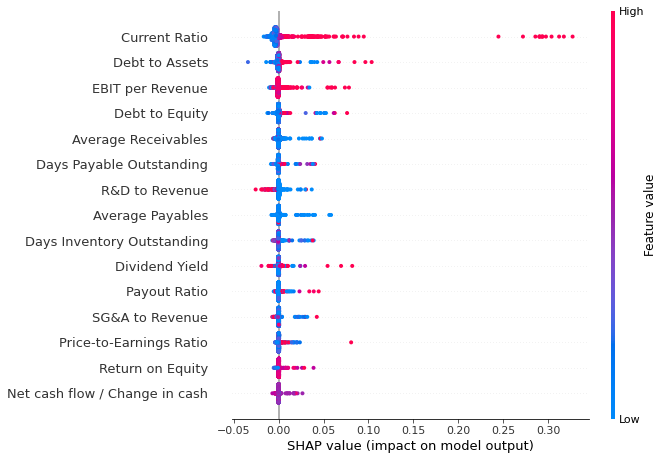 High
Current Ratio
Debt to Assets
EBIT per Revenue
Debt to Equity
Average Receivables
Days Payable Outstanding
R&D to Revenue
Average Payables
Days Inventory Outstanding
Dividend Yield
Payout Ratio
SG&A to Revenue
Price-to-Earnings Ratio
Return on Equity
Net cash flow / Change in cash
Feature value
Low
−0.05 0.00 0.05 0.10 0.15 0.20 0.25 0.30
SHAP value (impact on model output)